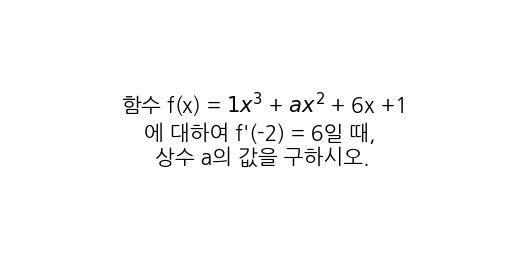 함수 f(x) = 1x³ + ax² + 6x +1
에 대하여 f'(-2) = 6일 때,
상수 a의 값을 구하시오.